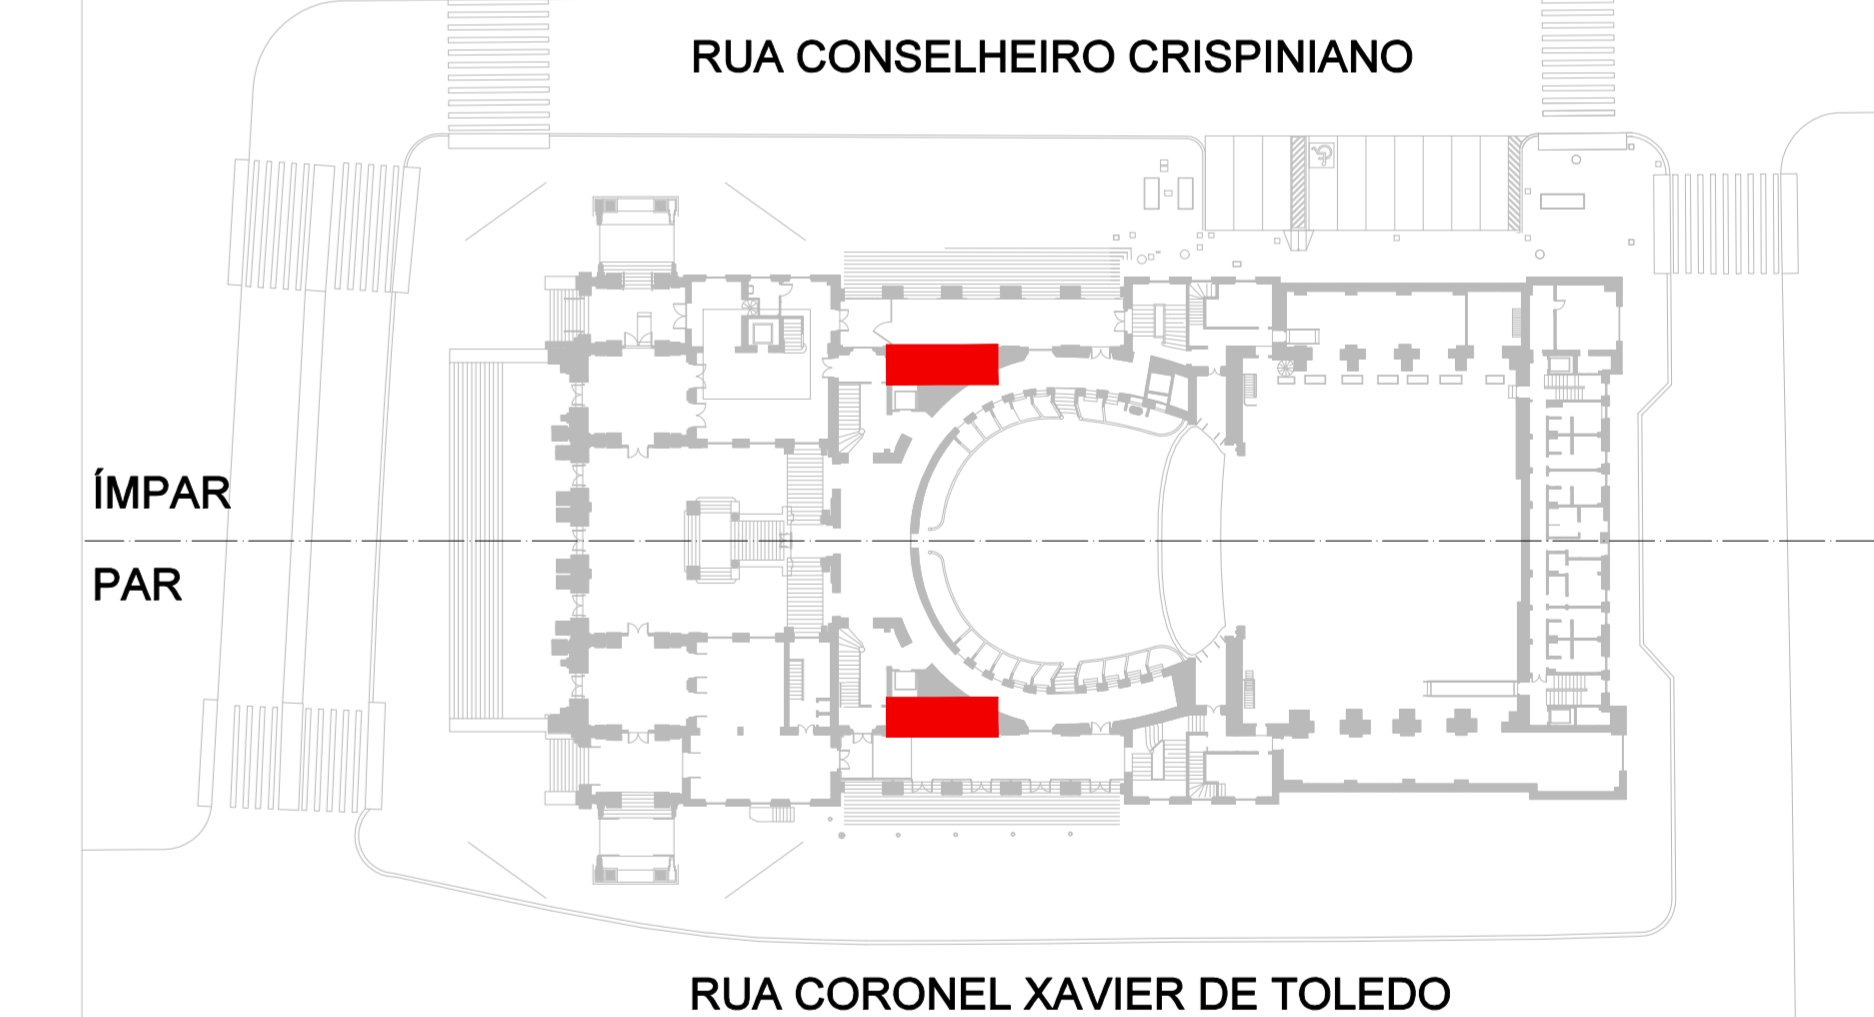 RUA CONSELHEIRO CRISPINIANO
ÍMPAR
PAR
RUA CORONEL XAVIER DE TOLEDO